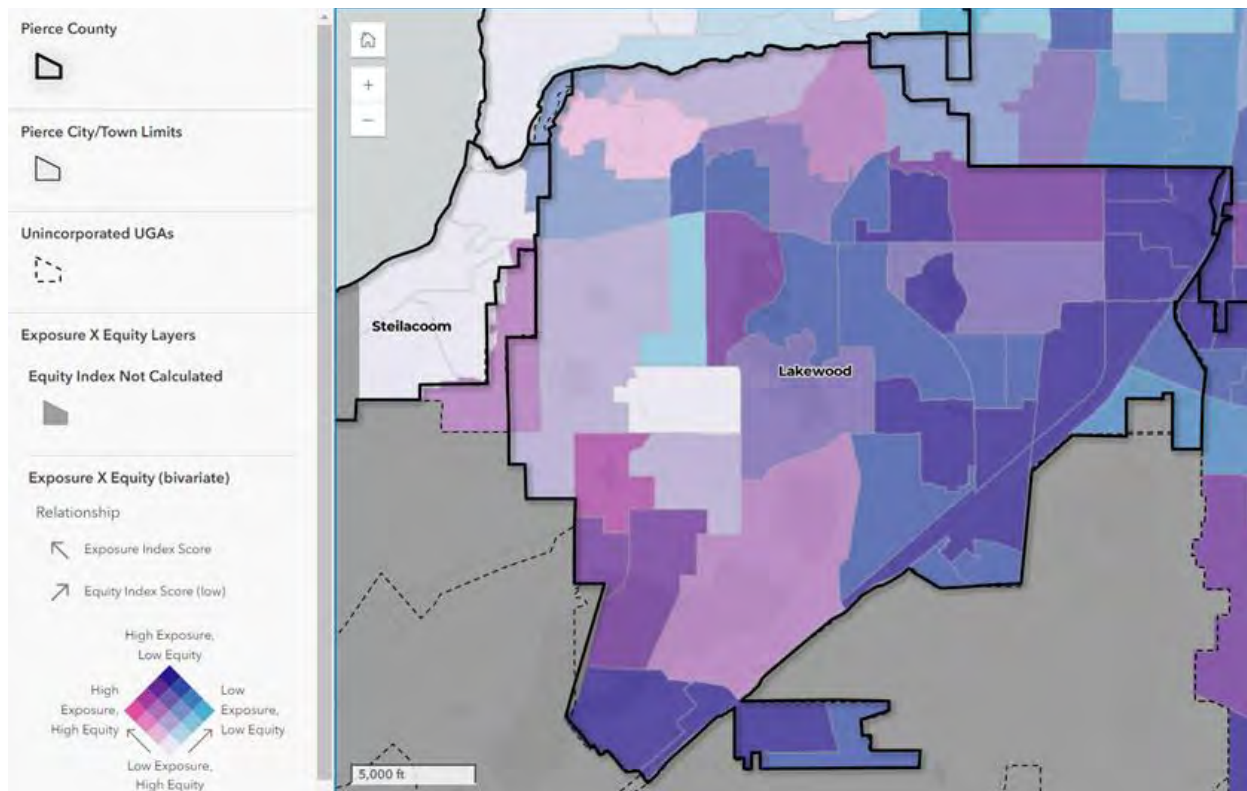 Pierce County
Pierce City/Town Limits
Unincorporated UGAs
Exposure X Equity Layers
Equity Index Not Calculated
Exposure X Equity (bivariate)
Relationship
Exposure Index Score
Equity Index Score (low)
High Exposure,
Low Equity
High
Exposure,
High Equity
Low
Exposure,
Low Equity
Low Exposure,
High Equity
+
−
Steilacoom
Lakewood
5,000 ft